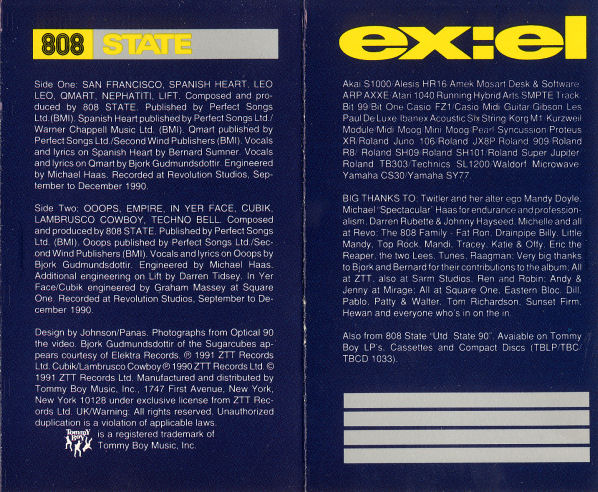 808 STATE
Side One: SAN FRANCISCO, SPANISH HEART, LEO
LEO, QMART, NEPHATITI, LIFT. Composed and pro-
duced by 808 STATE. Published by Perfect Songs
Ltd. (BMI). Spanish Heart published by Perfect Songs Ltd./
Warner Chappell Music Ltd. (BMI). Qmart published by
Perfect Songs Ltd./Second Wind Publishers (BMI). Vocals
and lyrics on Spanish Heart by Bernard Sumner. Vocals
and lyrics on Qmart by Bjork Gudmundsdottir. Engineered
by Michael Haas. Recorded at Revolution Studios, Sep-
tember to December 1990.
Side Two: OOOPS, EMPIRE, IN YER FACE, CUBIK,
LAMBRUSCO COWBOY, TECHNO BELL. Composed
and produced by 808 STATE. Published by Perfect Songs
Ltd. (BMI). Ooops published by Perfect Songs Ltd./Sec-
ond Wind Publishers (BMI). Vocals and lyrics on Ooops by
Bjork Gudmundsdottir. Engineered by Michael Haas.
Additional engineering on Lift by Darren Tidsey. In Yer
Face/Cubik engineered by Graham Massey at Square
One. Recorded at Revolution Studios, September to De-
cember 1990.
Design by Johnson/Panas. Photographs from Optical 90
the video. Bjork Gudmundsdottir of the Sugarcubes ap-
pears courtesy of Elektra Records. ℗ 1991 ZTT Records
Ltd. Cubik/Lambrusco Cowboy ℗ 1990 ZTT Records Ltd. ©
1991 ZTT Records Ltd. Manufactured and distributed by
Tommy Boy Music, Inc., 1747 First Avenue, New York,
New York 10128 under exclusive license from ZTT Rec-
ords Ltd. UK/Warning: All rights reserved. Unauthorized
duplication is a violation of applicable laws.
Tommy Boy is a registered trademark of
Tommy Boy Music, Inc.
ex:el
Akai S1000/Alesis HR16/Amek Mosart Desk & Software
ARP AXXE/Atari 1040 Running Hybrid Arts SMPTE Track
Bit 99/Bit One/Casio FZ1/Casio Midi Guitar/Gibson Les
Paul De Luxe/Ibanex Acoustic Six String/Korg M1/Kurzweil
Module/Midi Moog/Mini Moog/Pearl Syncussion/Proteus
XR/Roland Juno 106/Roland JX8P/Roland 909/Roland
R8/ Roland SH09/Roland SH101/Roland Super Jupiter/
Roland TB303/Technics SL1200/Waldorf Microwave/
Yamaha CS30/Yamaha SY77.
BIG THANKS TO: Twitler and her alter ego Mandy Doyle.
Michael "Spectacular" Haas for endurance and profession-
alism. Darren Rubette & Johnny Hayseed. Michelle and all
at Revo: The 808 Family - Fat Ron, Drainpipe Billy, Little
Mandy, Top Rock, Mandi, Tracey, Katie & Offy, Eric the
Reaper, the two Lees, Tunes, Raagman: Very big thanks
to Bjork and Bernard for their contributions to the album; All
at ZTT, also at Sarm Studios, Ren and Robin; Andy &
Jenny at Mirage; All at Square One, Eastern Bloc, Dill,
Pablo, Patty & Walter, Tom Richardson, Sunset Firm,
Hewan and everyone who's in on the in.
Also from 808 State "Utd. State 90". Avaiable on Tommy
Boy LP's, Cassettes and Compact Discs (TBLP/TBC/
TBCD 1033).